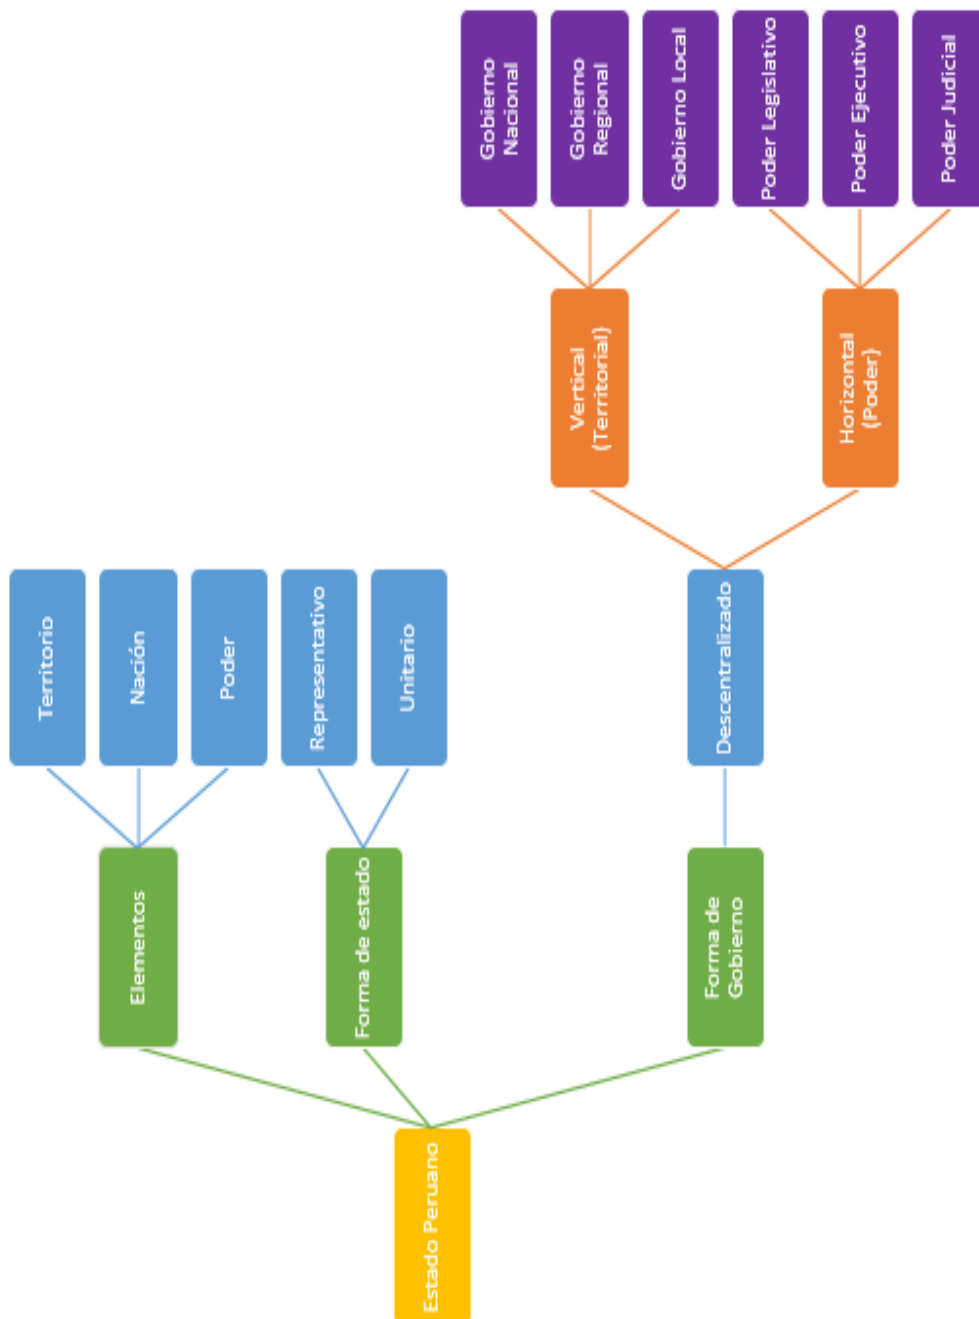 Estado Peruano
Elementos
Territorio
Nación
Poder
Forma de estado
Representativo
Unitario
Forma de
Gobierno
Descentralizado
Vertical
(Territorial)
Gobierno
Nacional
Gobierno
Regional
Gobierno Local
Horizontal
(Poder)
Poder Legislativo
Poder Ejecutivo
Poder Judicial